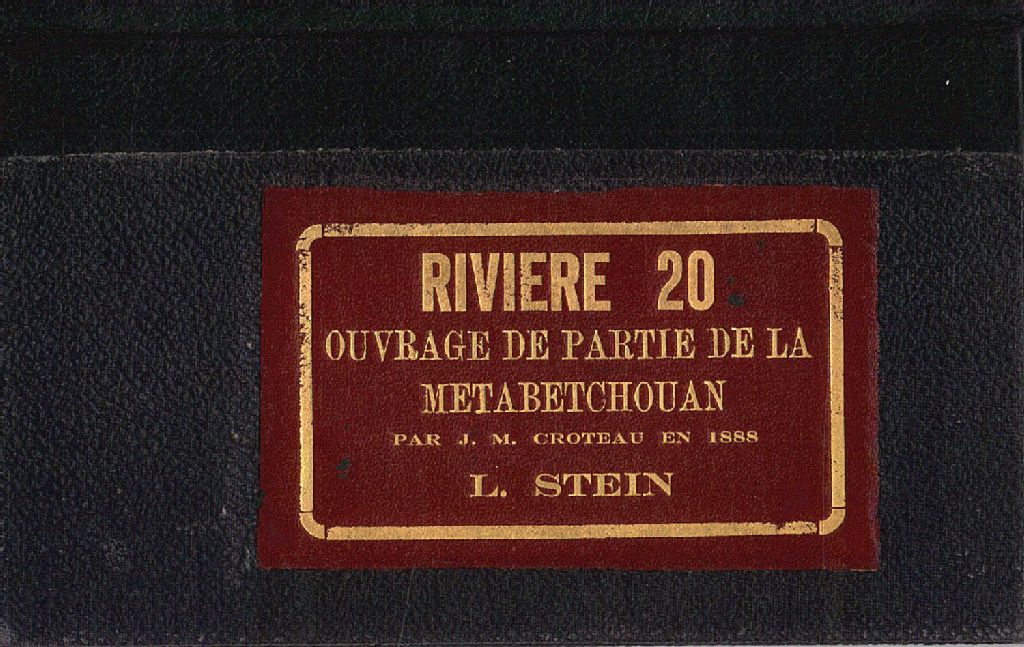 RIVIERE 20
OUVRAGE DE PARTIE DE LA
METABETCHOUAN
PAR J. M. CROTEAU EN 1888
L. STEIN